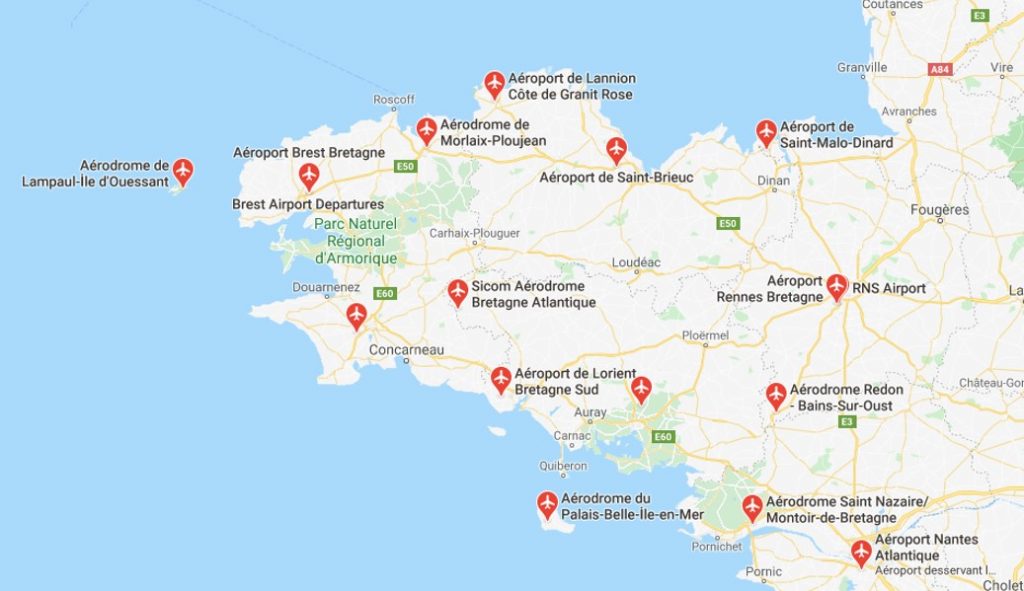 Coutances
E3
Granville
A84
Vire
Aéroport de Lannion
Côte de Granit Rose
Roscoff
Avranches
Aérodrome de
Morlaix-Ploujean
Aéroport de
Saint-Malo-Dinard
Aéroport Brest Bretagne
E50
Aérodrome de
Lampaul-Île d'Ouessant
Aéroport de Saint-Brieuc
Dinan
Brest Airport Departures
Fougères
Parc Naturel
Régional
d'Armorique
E50
Carhaix-Plouguer
Loudéac
Douarnenez
E60
Sicom Aérodrome
Bretagne Atlantique
Aéroport
Rennes Bretagne
RNS Airport
La
Ploërmel
Concarneau
Aéroport de Lorient
Bretagne Sud
Château-Gon
Aérodrome Redon
- Bains-Sur-Oust
Auray
E3
Carnac
E60
Quiberon
Aérodrome du
Palais-Belle-Île-en-Mer
Aérodrome Saint Nazaire/
Montoir-de-Bretagne
Pornichet
Aéroport Nantes
Atlantique
Aéroport desservant l...
Pornic
Cholet